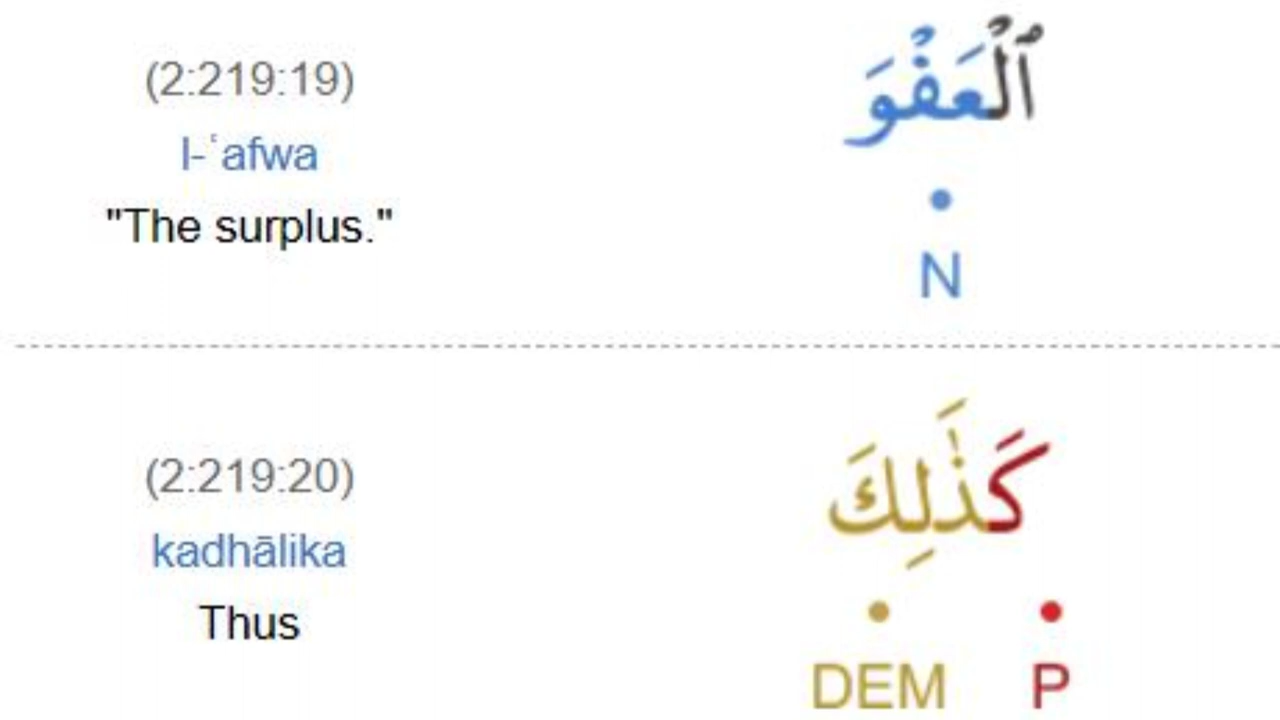 (2:219:19)
l-ʿafwa
"The surplus."
ٱلْعَفْوَ
N
(2:219:20)
kadhālika
Thus
كَذَٰلِكَ
DEM P